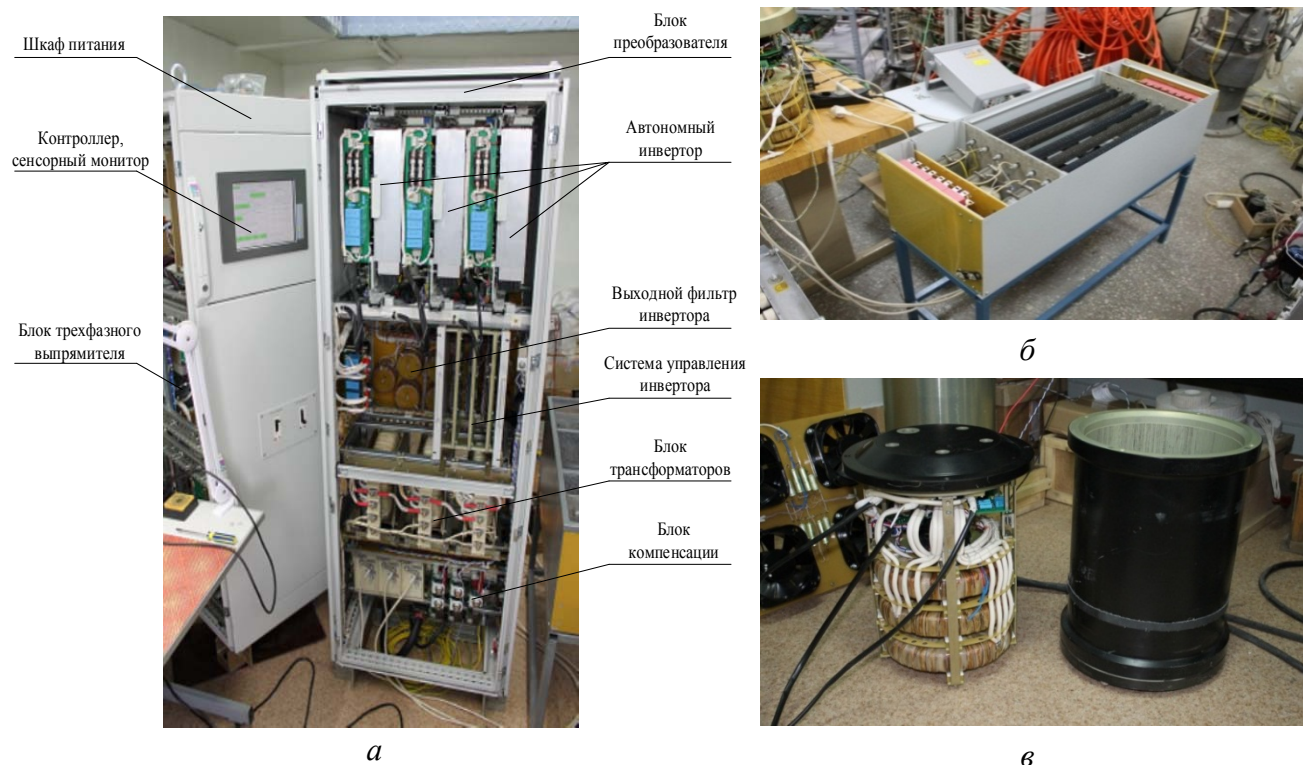 Шкаф питания
Контроллер,
сенсорный монитор
Блок трехфазного
выпрямителя
Блок
преобразователя
Автономный
инвертор
Выходной фильтр
инвертора
Система управления
инвертора
Блок
трансформаторов
Блок
компенсации
а
б
в